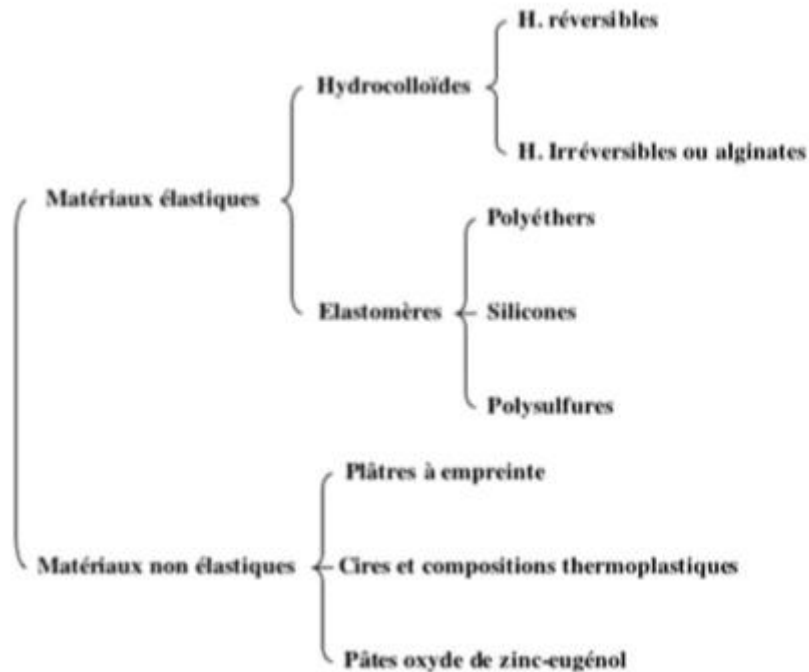 H. réversibles
Hydrocolloïdes
H. Irréversibles ou alginates
Matériaux élastiques
Polyéthers
Elastomères
Silicones
Polysulfures
Plâtres à empreinte
Matériaux non élastiques
Cires et compositions thermoplastiques
Pâtes oxyde de zinc-eugénol